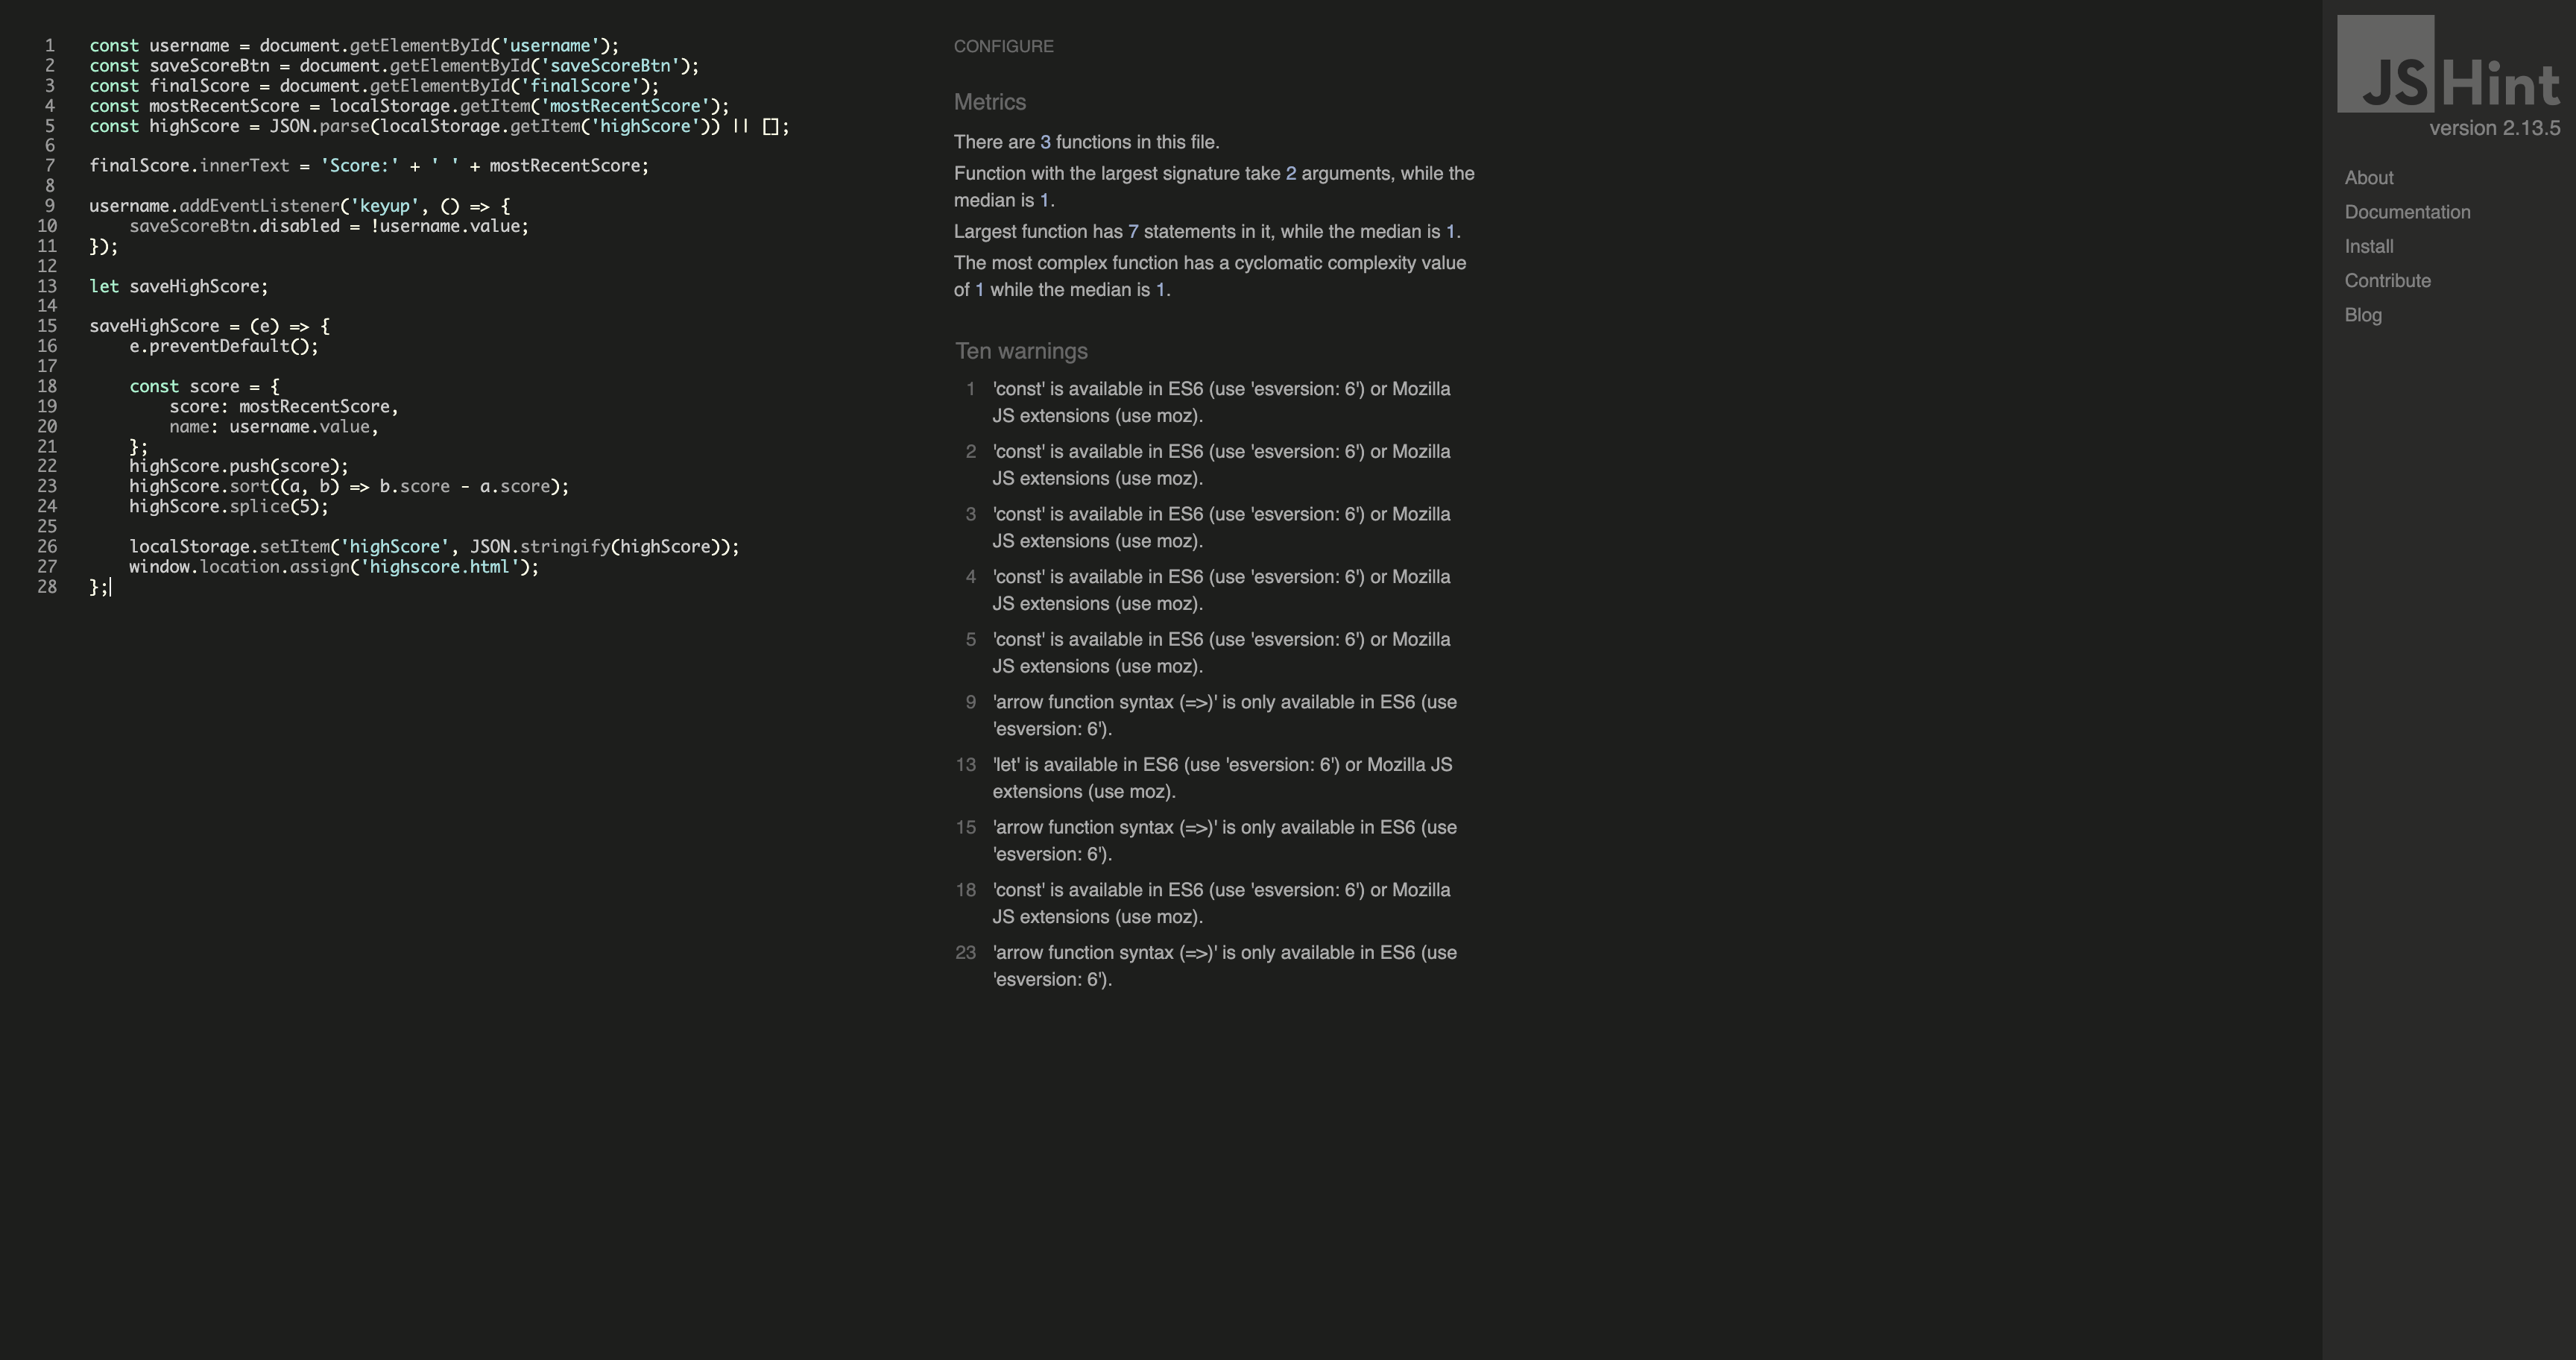 1 const username = document.getElementById('username');
2 const saveScoreBtn = document.getElementById('saveScoreBtn');
3 const finalScore = document.getElementById('finalScore');
4 const mostRecentScore = localStorage.getItem('mostRecentScore');
5 const highScore = JSON.parse(localStorage.getItem('highScore')) || [];
6
7 finalScore.innerText = 'Score:' + ' ' + mostRecentScore;
8
9 username.addEventListener('keyup', () => {
10     saveScoreBtn.disabled = !username.value;
11 });
12
13 let saveHighScore;
14
15 saveHighScore = (e) => {
16     e.preventDefault();
17
18     const score = {
19         score: mostRecentScore,
20         name: username.value,
21     };
22     highScore.push(score);
23     highScore.sort((a, b) => b.score - a.score);
24     highScore.splice(5);
25
26     localStorage.setItem('highScore', JSON.stringify(highScore));
27     window.location.assign('highscore.html');
28 };
CONFIGURE
Metrics
There are 3 functions in this file.
Function with the largest signature take 2 arguments, while the
median is 1.
Largest function has 7 statements in it, while the median is 1.
The most complex function has a cyclomatic complexity value
of 1 while the median is 1.
Ten warnings
1 'const' is available in ES6 (use 'esversion: 6') or Mozilla
JS extensions (use moz).
2 'const' is available in ES6 (use 'esversion: 6') or Mozilla
JS extensions (use moz).
3 'const' is available in ES6 (use 'esversion: 6') or Mozilla
JS extensions (use moz).
4 'const' is available in ES6 (use 'esversion: 6') or Mozilla
JS extensions (use moz).
5 'const' is available in ES6 (use 'esversion: 6') or Mozilla
JS extensions (use moz).
9 'arrow function syntax (=>)' is only available in ES6 (use
'esversion: 6').
13 'let' is available in ES6 (use 'esversion: 6') or Mozilla JS
extensions (use moz).
15 'arrow function syntax (=>)' is only available in ES6 (use
'esversion: 6').
18 'const' is available in ES6 (use 'esversion: 6') or Mozilla
JS extensions (use moz).
23 'arrow function syntax (=>)' is only available in ES6 (use
'esversion: 6').
JSHint
version 2.13.5
About
Documentation
Install
Contribute
Blog